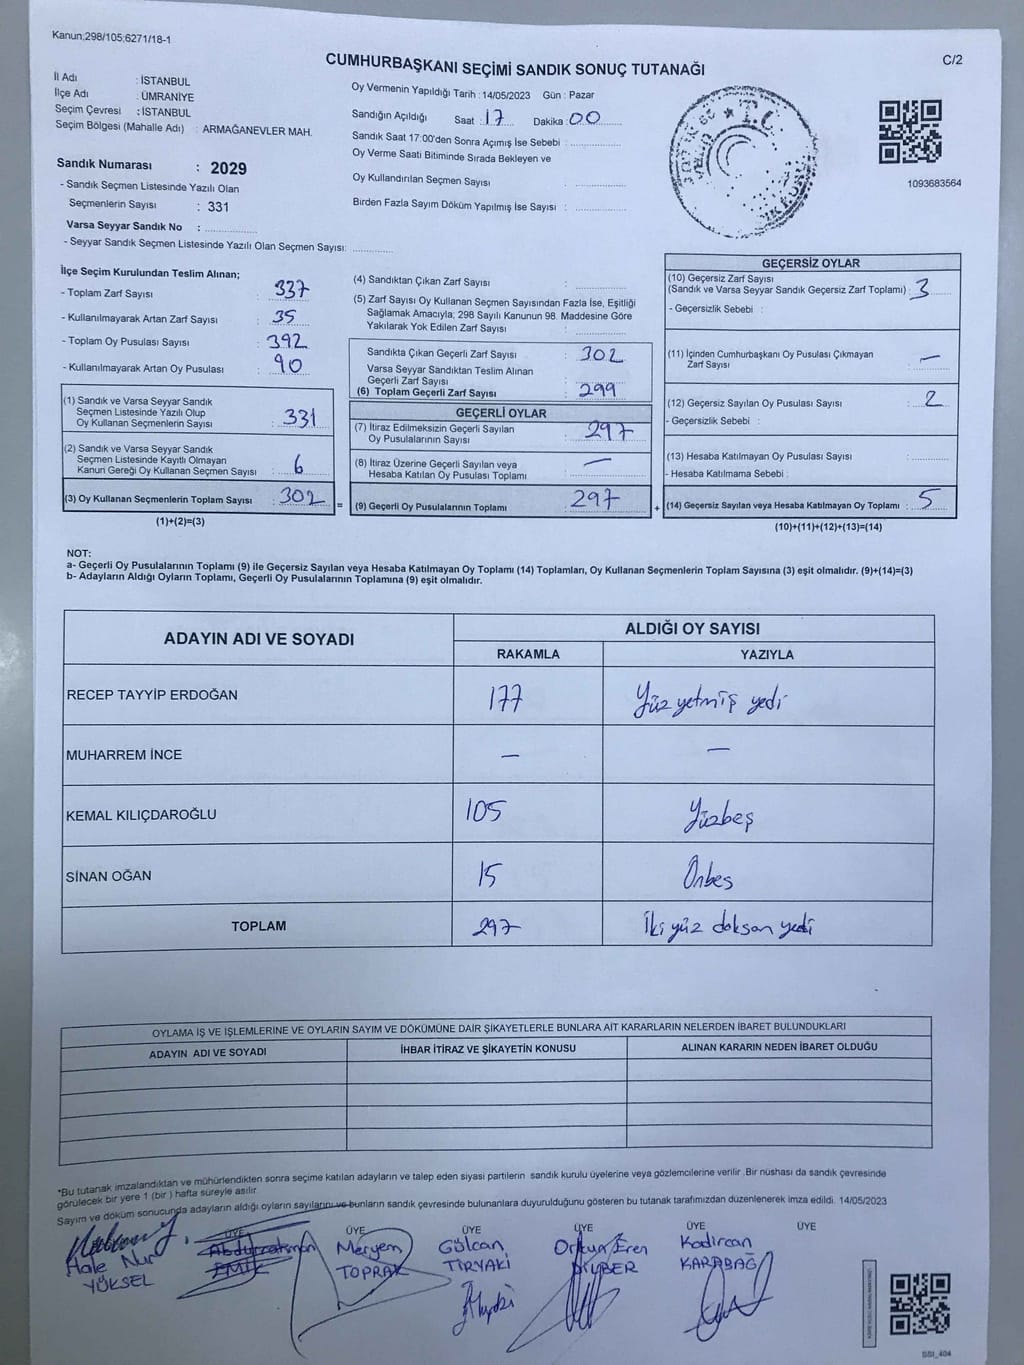 Kanun;298/105;6271/18-1
C/2
CUMHURBAŞKANI SEÇİMİ SANDIK SONUÇ TUTANAĞI
İl Adı : İSTANBUL
İlçe Adı : ÜMRANİYE
Seçim Çevresi : İSTANBUL
Seçim Bölgesi (Mahalle Adı) : ARMAĞANEVLER MAH.
Sandık Numarası : 2029
- Sandık Seçmen Listesinde Yazılı Olan
Seçmenlerin Sayısı : 331
Varsa Seyyar Sandık No :
- Seyyar Sandık Seçmen Listesinde Yazılı Olan Seçmen Sayısı:
Oy Vermenin Yapıldığı Tarih : 14/05/2023 Gün : Pazar
Sandığın Açıldığı Saat : 17 Dakika : 00
Sandık Saat 17:00'den Sonra Açımış İse Sebebi :
Oy Verme Saati Bitiminde Sırada Bekleyen ve
Oy Kullandırılan Seçmen Sayısı :
Birden Fazla Sayım Döküm Yapılmış İse Sayısı :
T.C.
1093683564
İlçe Seçim Kurulundan Teslim Alınan;
- Toplam Zarf Sayısı : 337
- Kullanılmayarak Artan Zarf Sayısı : 35
- Toplam Oy Pusulası Sayısı : 392
- Kullanılmayarak Artan Oy Pusulası : 90
(1) Sandık ve Varsa Seyyar Sandık
Seçmen Listesinde Yazılı Olup
Oy Kullanan Seçmenlerin Sayısı : 331
(2) Sandık ve Varsa Seyyar Sandık
Seçmen Listesinde Kayıtlı Olmayan
Kanun Gereği Oy Kullanan Seçmen Sayısı : 6
(3) Oy Kullanan Seçmenlerin Toplam Sayısı : 302
(1)+(2)=(3)
=
(4) Sandıktan Çıkan Zarf Sayısı :
(5) Zarf Sayısı Oy Kullanan Seçmen Sayısından Fazla İse, Eşitliği
Sağlamak Amacıyla; 298 Sayılı Kanunun 98. Maddesine Göre
Yakılarak Yok Edilen Zarf Sayısı :
Sandıkta Çıkan Geçerli Zarf Sayısı : 302
Varsa Seyyar Sandıktan Teslim Alınan
Geçerli Zarf Sayısı :
(6) Toplam Geçerli Zarf Sayısı : 299
GEÇERLİ OYLAR
(7) İtiraz Edilmeksizin Geçerli Sayılan
Oy Pusulalarının Sayısı : 297
(8) İtiraz Üzerine Geçerli Sayılan veya
Hesaba Katılan Oy Pusulası Toplamı : —
(9) Geçerli Oy Pusulalarının Toplamı : 297
+
GEÇERSİZ OYLAR
(10) Geçersiz Zarf Sayısı
(Sandık ve Varsa Seyyar Sandık Geçersiz Zarf Toplamı) : 3
- Geçersizlik Sebebi :
(11) İçinden Cumhurbaşkanı Oy Pusulası Çıkmayan
Zarf Sayısı : —
(12) Geçersiz Sayılan Oy Pusulası Sayısı : 2
- Geçersizlik Sebebi :
(13) Hesaba Katılmayan Oy Pusulası Sayısı :
- Hesaba Katılmama Sebebi :
(14) Geçersiz Sayılan veya Hesaba Katılmayan Oy Toplamı : 5
(10)+(11)+(12)+(13)=(14)
NOT:
a- Geçerli Oy Pusulalarının Toplamı (9) ile Geçersiz Sayılan veya Hesaba Katılmayan Oy Toplamı (14) Toplamları, Oy Kullanan Seçmenlerin Toplam Sayısına (3) eşit olmalıdır. (9)+(14)=(3)
b- Adayların Aldığı Oyların Toplamı, Geçerli Oy Pusulalarının Toplamına (9) eşit olmalıdır.
ADAYIN ADI VE SOYADI ALDIĞI OY SAYISI
RAKAMLA YAZIYLA
RECEP TAYYİP ERDOĞAN 177 Yüz yetmiş yedi
MUHARREM İNCE — —
KEMAL KILIÇDAROĞLU 105 Yüzbeş
SİNAN OĞAN 15 Onbeş
TOPLAM 297 İki yüz doksan yedi
OYLAMA İŞ VE İŞLEMLERİNE VE OYLARIN SAYIM VE DÖKÜMÜNE DAİR ŞİKAYETLERLE BUNLARA AİT KARARLARIN NELERDEN İBARET BULUNDUKLARI
ADAYIN ADI VE SOYADI İHBAR İTİRAZ VE ŞİKAYETİN KONUSU ALINAN KARARIN NEDEN İBARET OLDUĞU
*Bu tutanak imzalandıktan ve mühürlendikten sonra seçime katılan adayların ve talep eden siyasi partilerin sandık kurulu üyelerine veya gözlemcilerine verilir .Bir nüshası da sandık çevresinde
görülecek bir yere 1 (bir ) hafta süreyle asılır.
Sayım ve döküm sonucunda adayların aldığı oyların sayılarını ve bunların sandık çevresinde bulunanlara duyurulduğunu gösteren bu tutanak tarafımızdan düzenlenerek imza edildi. 14/05/2023
ÜYE ÜYE ÜYE ÜYE ÜYE ÜYE
Hale Nur Abdurrahman Meryem Gülcan Orkun Eren Kadircan
YÜKSEL EMİK TOPRAK TİRYAKİ KARABAĞ
SSI_404